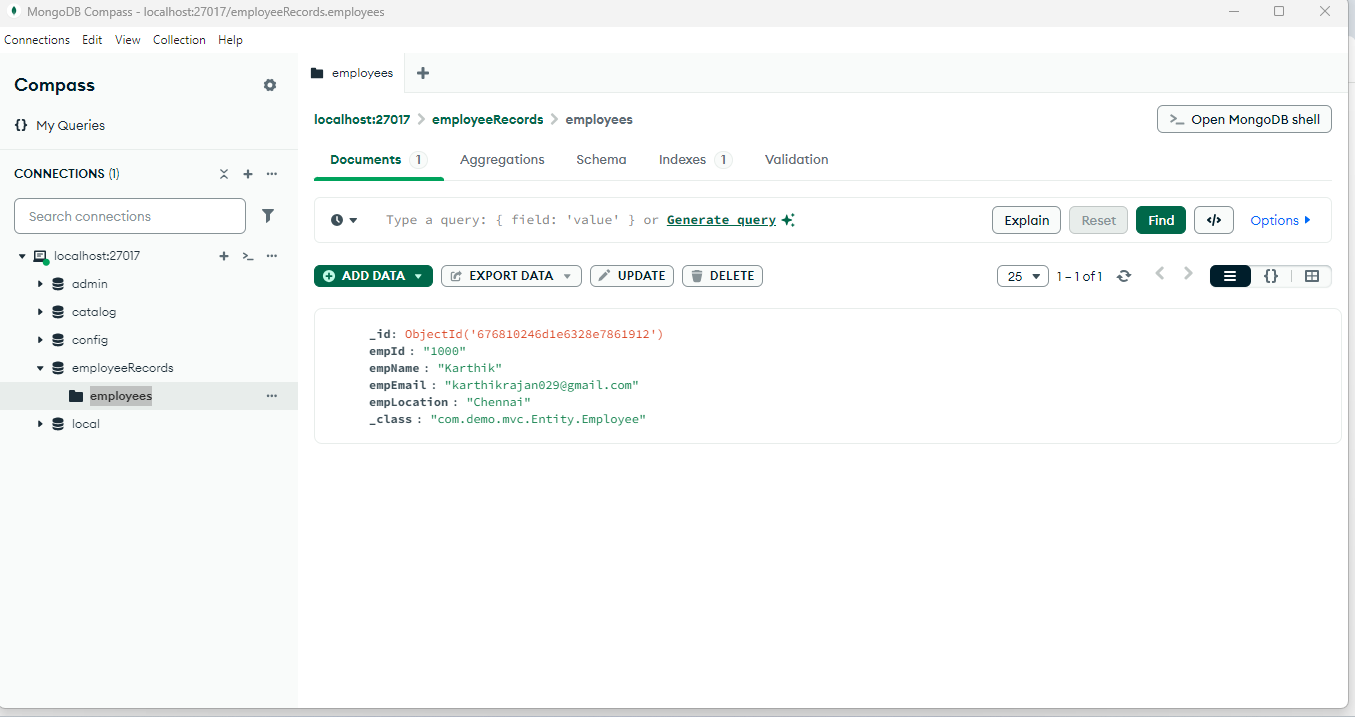 MongoDB Compass - localhost:27017/employeeRecords.employees
Connections Edit View Collection Help
Compass
{} My Queries
CONNECTIONS (1)
Search connections
localhost:27017
admin
catalog
config
employeeRecords
employees
local
employees
localhost:27017 > employeeRecords > employees
>_ Open MongoDB shell
Documents 1 Aggregations Schema Indexes 1 Validation
Type a query: { field: 'value' } or Generate query
Explain Reset Find </> Options
ADD DATA EXPORT DATA UPDATE DELETE
25 1 – 1 of 1 {}
_id: ObjectId('676810246d1e6328e7861912')
empId : "1000"
empName : "Karthik"
empEmail : "karthikrajan029@gmail.com"
empLocation : "Chennai"
_class : "com.demo.mvc.Entity.Employee"